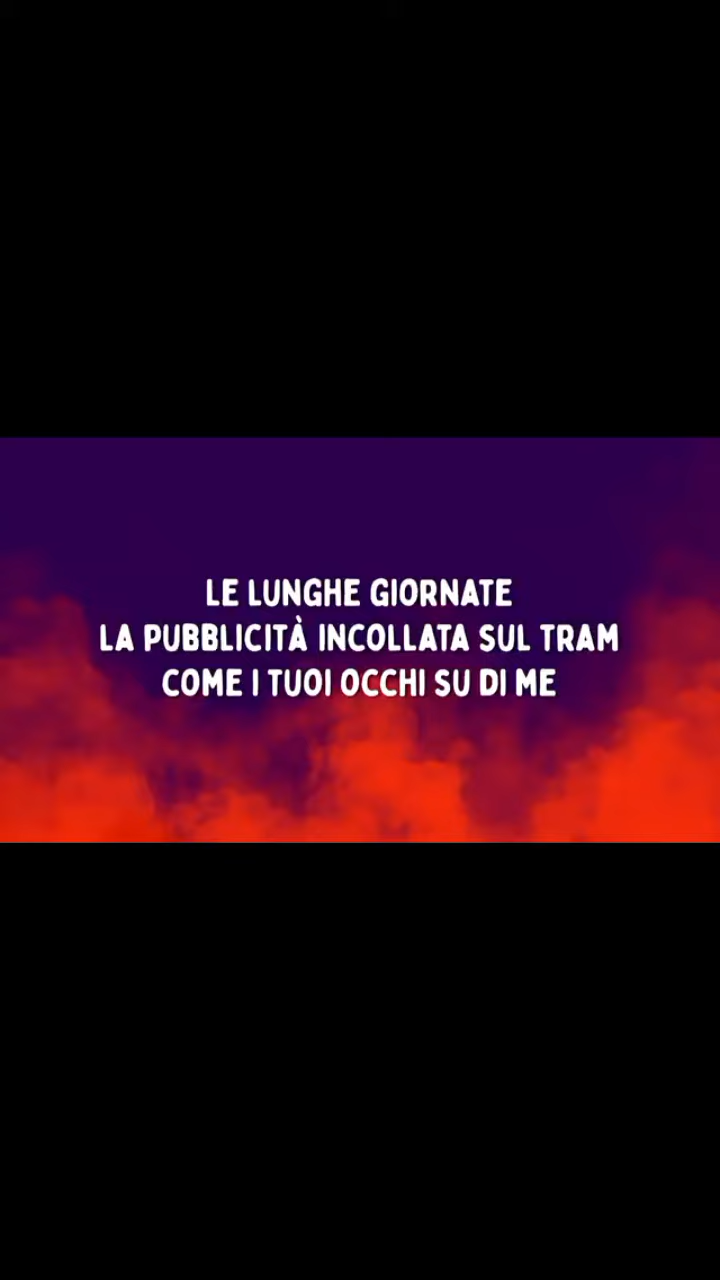 LE LUNGHE GIORNATE
LA PUBBLICITÀ INCOLLATA SUL TRAM
COME I TUOI OCCHI SU DI ME